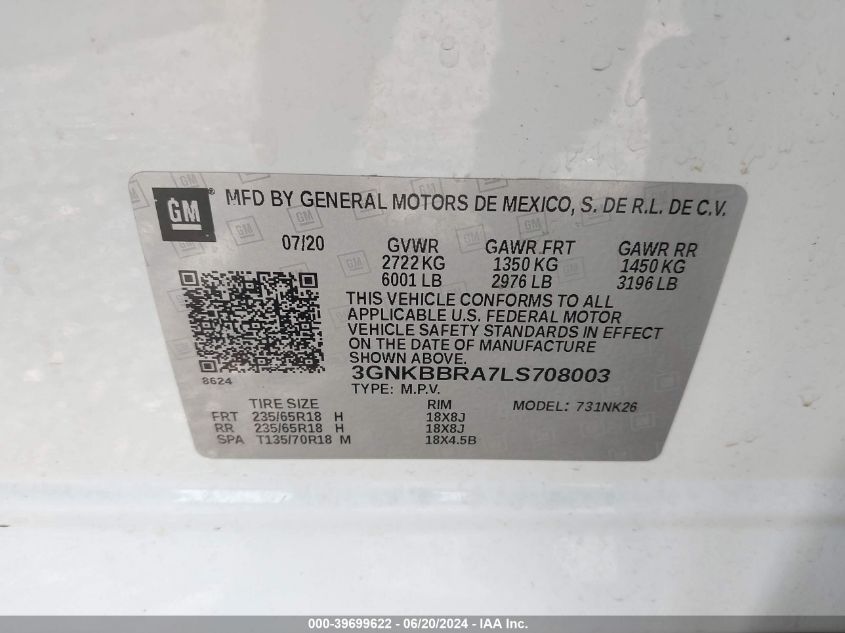 GM
® MFD BY GENERAL MOTORS DE MEXICO, S. DE R.L. DE C.V.
07/20 GVWR GAWR FRT GAWR RR
2722 KG 1350 KG 1450 KG
6001 LB 2976 LB 3196 LB
THIS VEHICLE CONFORMS TO ALL
APPLICABLE U.S. FEDERAL MOTOR
VEHICLE SAFETY STANDARDS IN EFFECT
ON THE DATE OF MANUFACTURE
SHOWN ABOVE.
8624 3GNKBBRA7LS708003
TYPE: M.P.V.
TIRE SIZE RIM MODEL: 731NK26
FRT 235/65R18 H 18X8J
RR 235/65R18 H 18X8J
SPA T135/70R18 M 18X4.5B
000-39699622 - 06/20/2024 - IAA Inc.